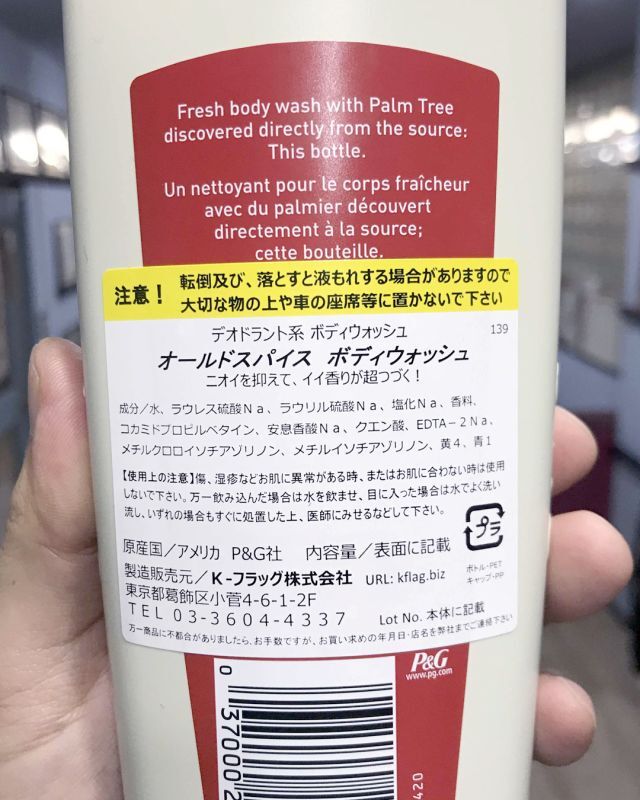 Fresh body wash with Palm Tree
discovered directly from the source:
This bottle.
Un nettoyant pour le corps fraîcheur
avec du palmier découvert
directement à la source;
cette bouteille.
注意！
転倒及び、落とすと液もれする場合がありますので
大切な物の上や車の座席等に置かないで下さい
デオドラント系 ボディウォッシュ
139
オールドスパイス ボディウォッシュ
ニオイを抑えて、イイ香りが超つづく！
成分／水、ラウレス硫酸Ｎａ、ラウリル硫酸Ｎａ、塩化Ｎａ、香料、
コカミドプロピルベタイン、安息香酸Ｎａ、クエン酸、EDTA－２Ｎａ、
メチルクロロイソチアゾリノン、メチルイソチアゾリノン、黄４、青１
【使用上の注意】傷、湿疹などお肌に異常がある時、またはお肌に合わない時は使用
しないで下さい。万一飲み込んだ場合は水を飲ませ、目に入った場合は水でよく洗い
流し、いずれの場合もすぐに処置した上、医師にみせるなどして下さい。
プラ
原産国／アメリカ P&G社 内容量／表面に記載
ボトル・PET
キャップ・PP
製造販売元／K-フラッグ株式会社 URL: kflag.biz
東京都葛飾区小菅4-6-1-2F
ＴＥＬ 03-3604-4337
Lot No. 本体に記載
万一商品に不都合がありましたら、お手数ですが、お買い求めの年月日・店名を弊社までご連絡下さい
P&G
www.pg.com
0 37000 2
420